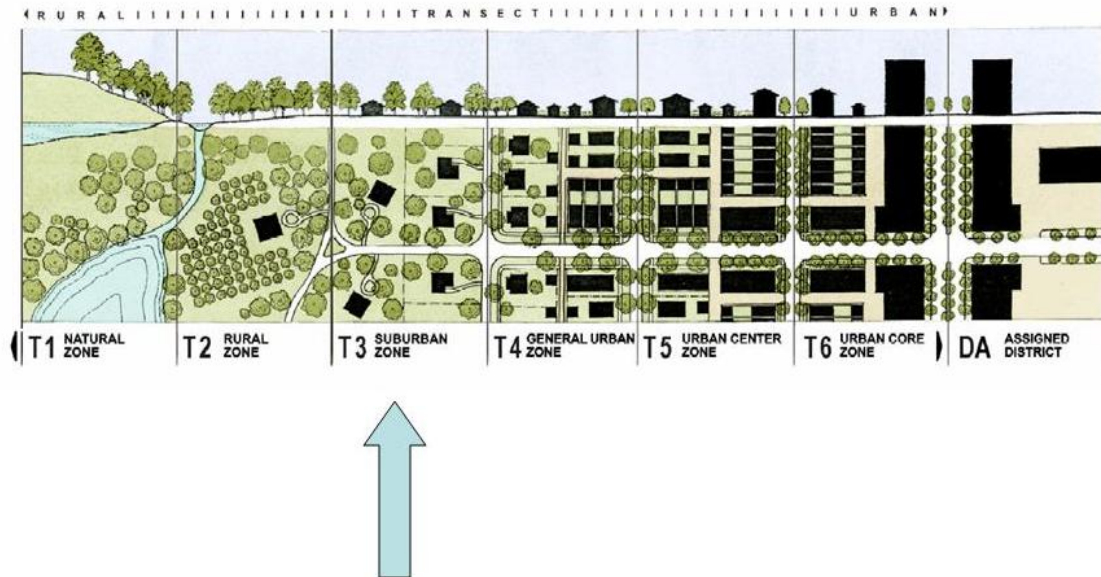 RURAL TRANSECT URBAN
T1 NATURAL ZONE
T2 RURAL ZONE
T3 SUBURBAN ZONE
T4 GENERAL URBAN ZONE
T5 URBAN CENTER ZONE
T6 URBAN CORE ZONE
DA ASSIGNED DISTRICT